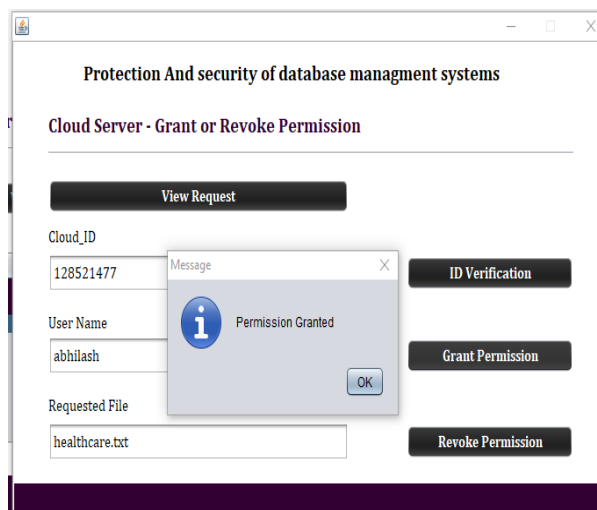 Protection And security of database managment systems
Cloud Server - Grant or Revoke Permission
View Request
Cloud_ID
128521477
ID Verification
Message
Permission Granted
OK
User Name
abhilash
Grant Permission
Requested File
healthcare.txt
Revoke Permission